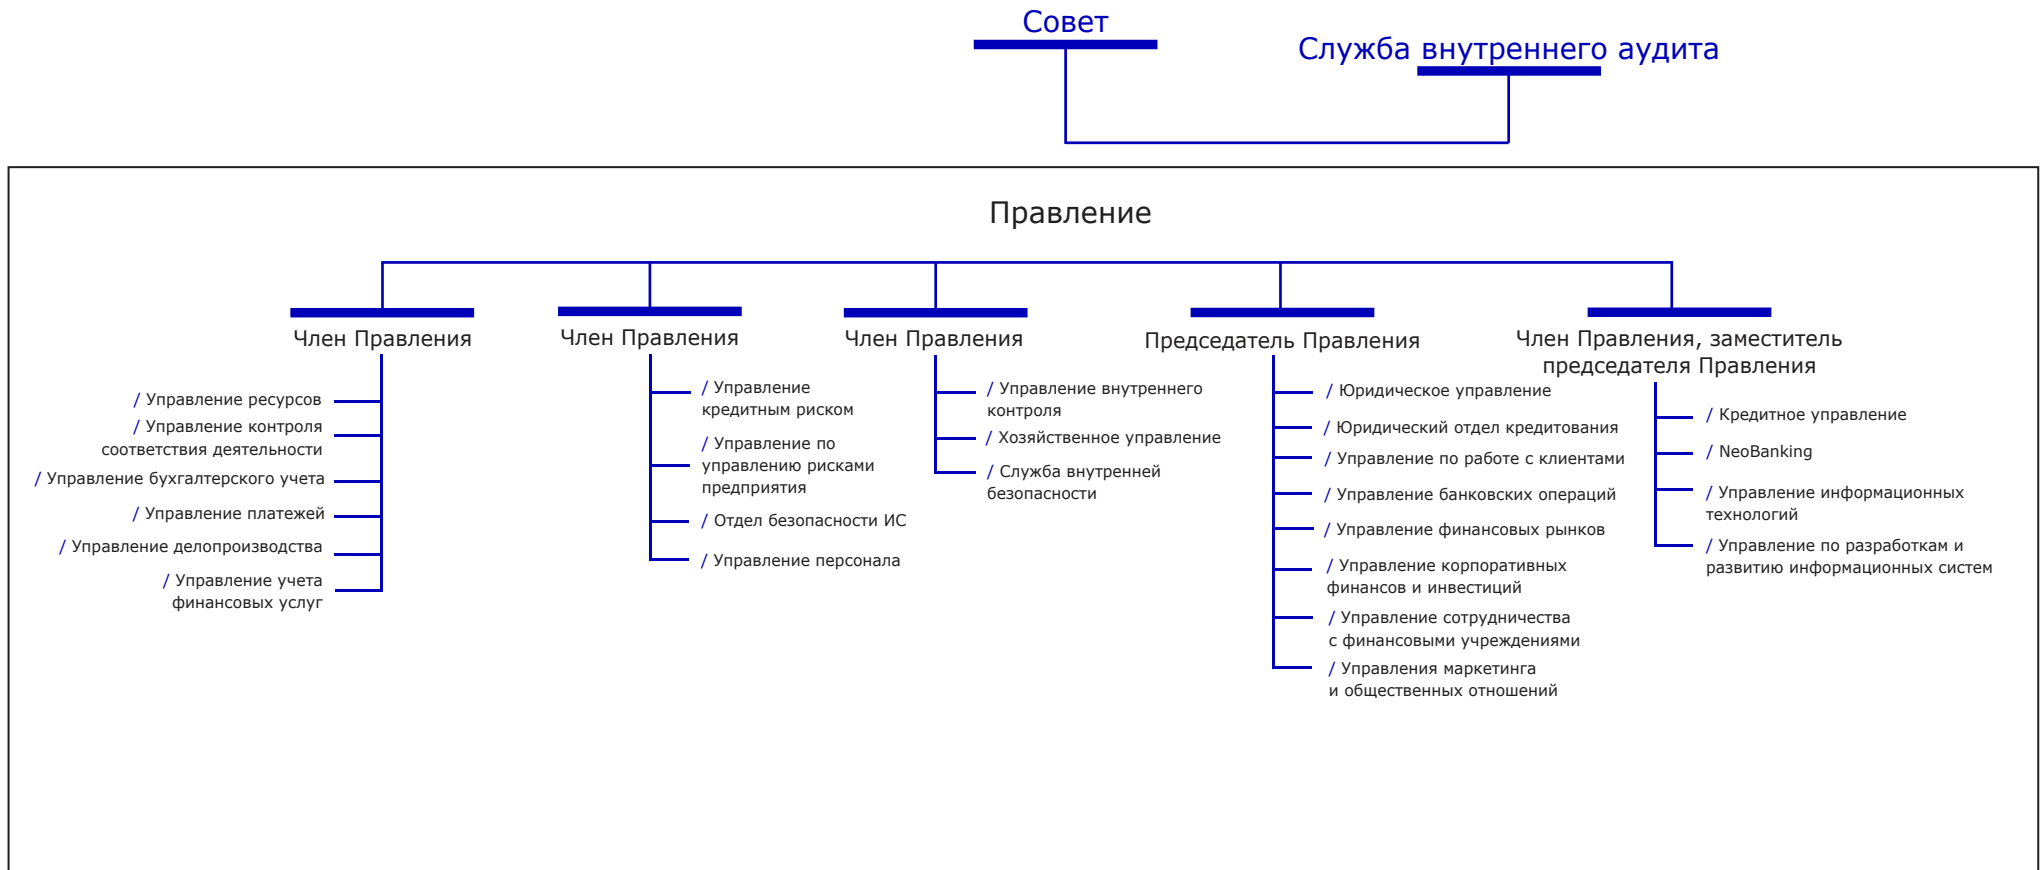 Совет
Служба внутреннего аудита
Правление
Член Правления
/ Управление ресурсов
/ Управление контроля
соответствия деятельности
/ Управление бухгалтерского учета
/ Управление платежей
/ Управление делопроизводства
/ Управление учета
финансовых услуг
Член Правления
/ Управление
кредитным риском
/ Управление по
управлению рисками
предприятия
/ Отдел безопасности ИС
/ Управление персонала
Член Правления
/ Управление внутреннего
контроля
/ Хозяйственное управление
/ Служба внутренней
безопасности
Председатель Правления
/ Юридическое управление
/ Юридический отдел кредитования
/ Управление по работе с клиентами
/ Управление банковских операций
/ Управление финансовых рынков
/ Управление корпоративных
финансов и инвестиций
/ Управление сотрудничества
с финансовыми учреждениями
/ Управления маркетинга
и общественных отношений
Член Правления, заместитель
председателя Правления
/ Кредитное управление
/ NeoBanking
/ Управление информационных
технологий
/ Управление по разработкам и
развитию информационных систем